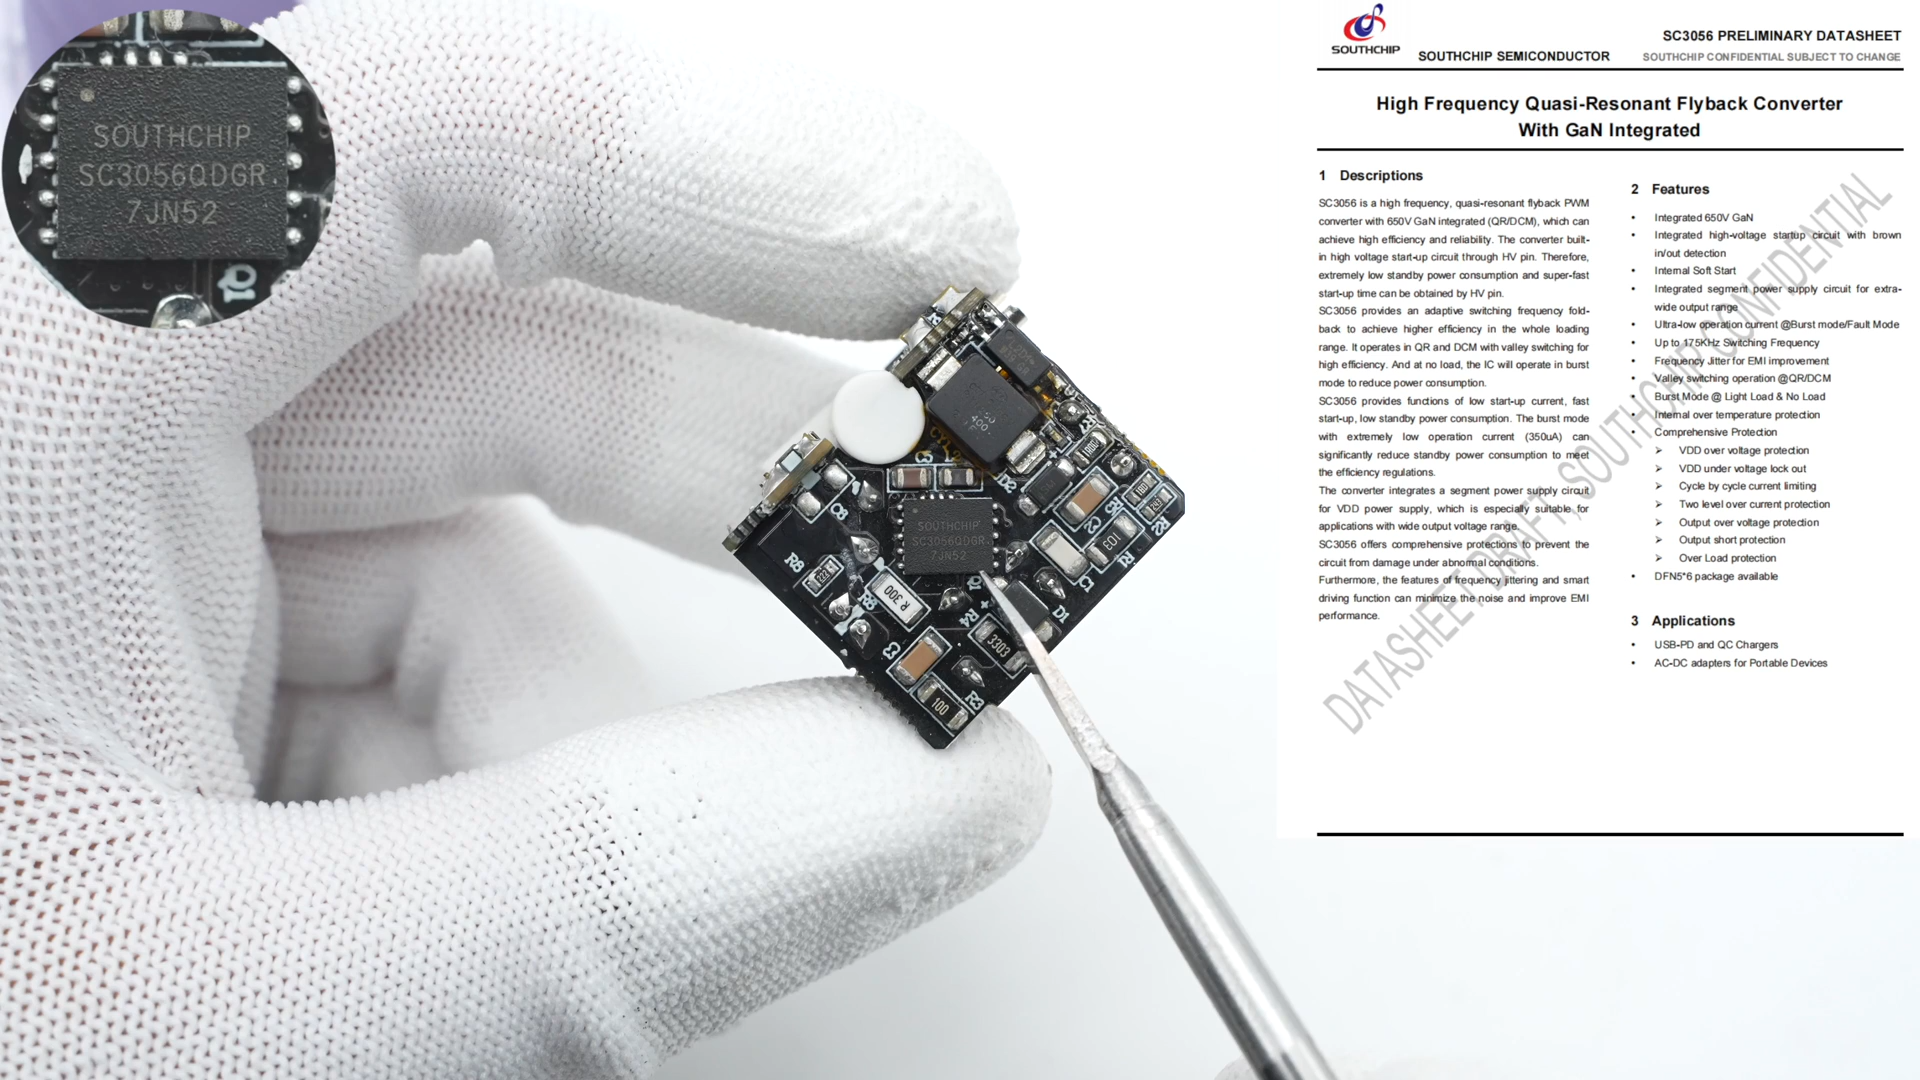 SOUTHCHIP
SC3056QDGR
7JN52
SOUTHCHIP
SOUTHCHIP SEMICONDUCTOR
SC3056 PRELIMINARY DATASHEET
SOUTHCHIP CONFIDENTIAL SUBJECT TO CHANGE
High Frequency Quasi-Resonant Flyback Converter
With GaN Integrated
1 Descriptions
SC3056 is a high frequency, quasi-resonant flyback PWM
converter with 650V GaN integrated (QR/DCM), which can
achieve high efficiency and reliability. The converter built-
in high voltage start-up circuit through HV pin. Therefore,
extremely low standby power consumption and super-fast
start-up time can be obtained by HV pin.
SC3056 provides an adaptive switching frequency fold-
back to achieve higher efficiency in the whole loading
range. It operates in QR and DCM with valley switching for
high efficiency. And at no load, the IC will operate in burst
mode to reduce power consumption.
SC3056 provides functions of low start-up current, fast
start-up, low standby power consumption. The burst mode
with extremely low operation current (350uA) can
significantly reduce standby power consumption to meet
the efficiency regulations.
The converter integrates a segment power supply circuit
for VDD power supply, which is especially suitable for
applications with wide output voltage range.
SC3056 offers comprehensive protections to prevent the
circuit from damage under abnormal conditions.
Furthermore, the features of frequency jittering and smart
driving function can minimize the noise and improve EMI
performance.
2 Features
• Integrated 650V GaN
• Integrated high-voltage startup circuit with brown
in/out detection
• Internal Soft Start
• Integrated segment power supply circuit for extra-
wide output range
• Ultra-low operation current @Burst mode/Fault Mode
• Up to 175KHz Switching Frequency
• Frequency Jitter for EMI improvement
• Valley switching operation @QR/DCM
• Burst Mode @ Light Load & No Load
• Internal over temperature protection
• Comprehensive Protection
➢ VDD over voltage protection
➢ VDD under voltage lock out
➢ Cycle by cycle current limiting
➢ Two level over current protection
➢ Output over voltage protection
➢ Output short protection
➢ Over Load protection
• DFN5*6 package available
3 Applications
• USB-PD and QC Chargers
• AC-DC adapters for Portable Devices
DATASHEET DRAFT, SOUTHCHIP CONFIDENTIAL
SOUTHCHIP
SC3056QDGR
7JN52
C8
D2
R2
R1
D1
R8
222
R300
R4
3303
C3
R3
100